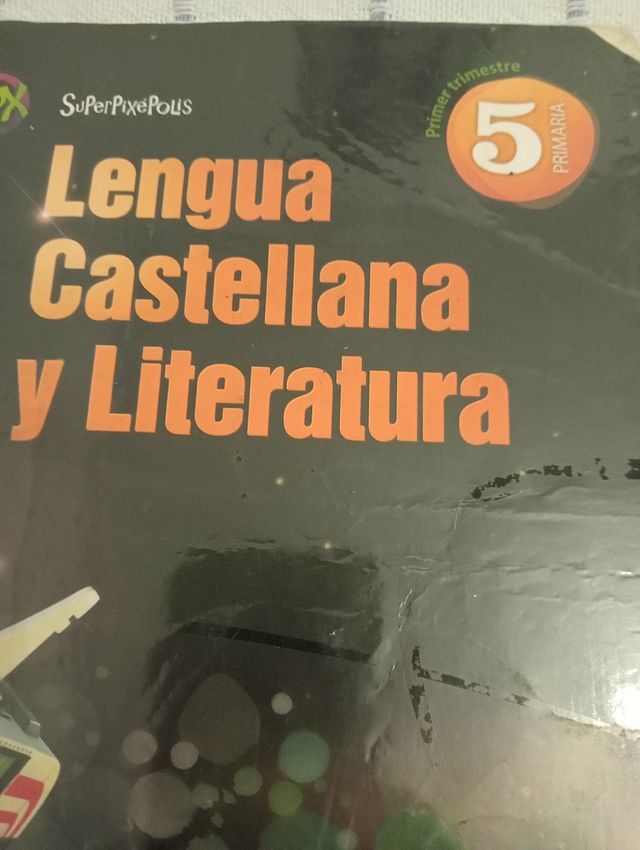 SuperPixéPolis
Primer trimestre
5
PRIMARIA
Lengua
Castellana
y Literatura